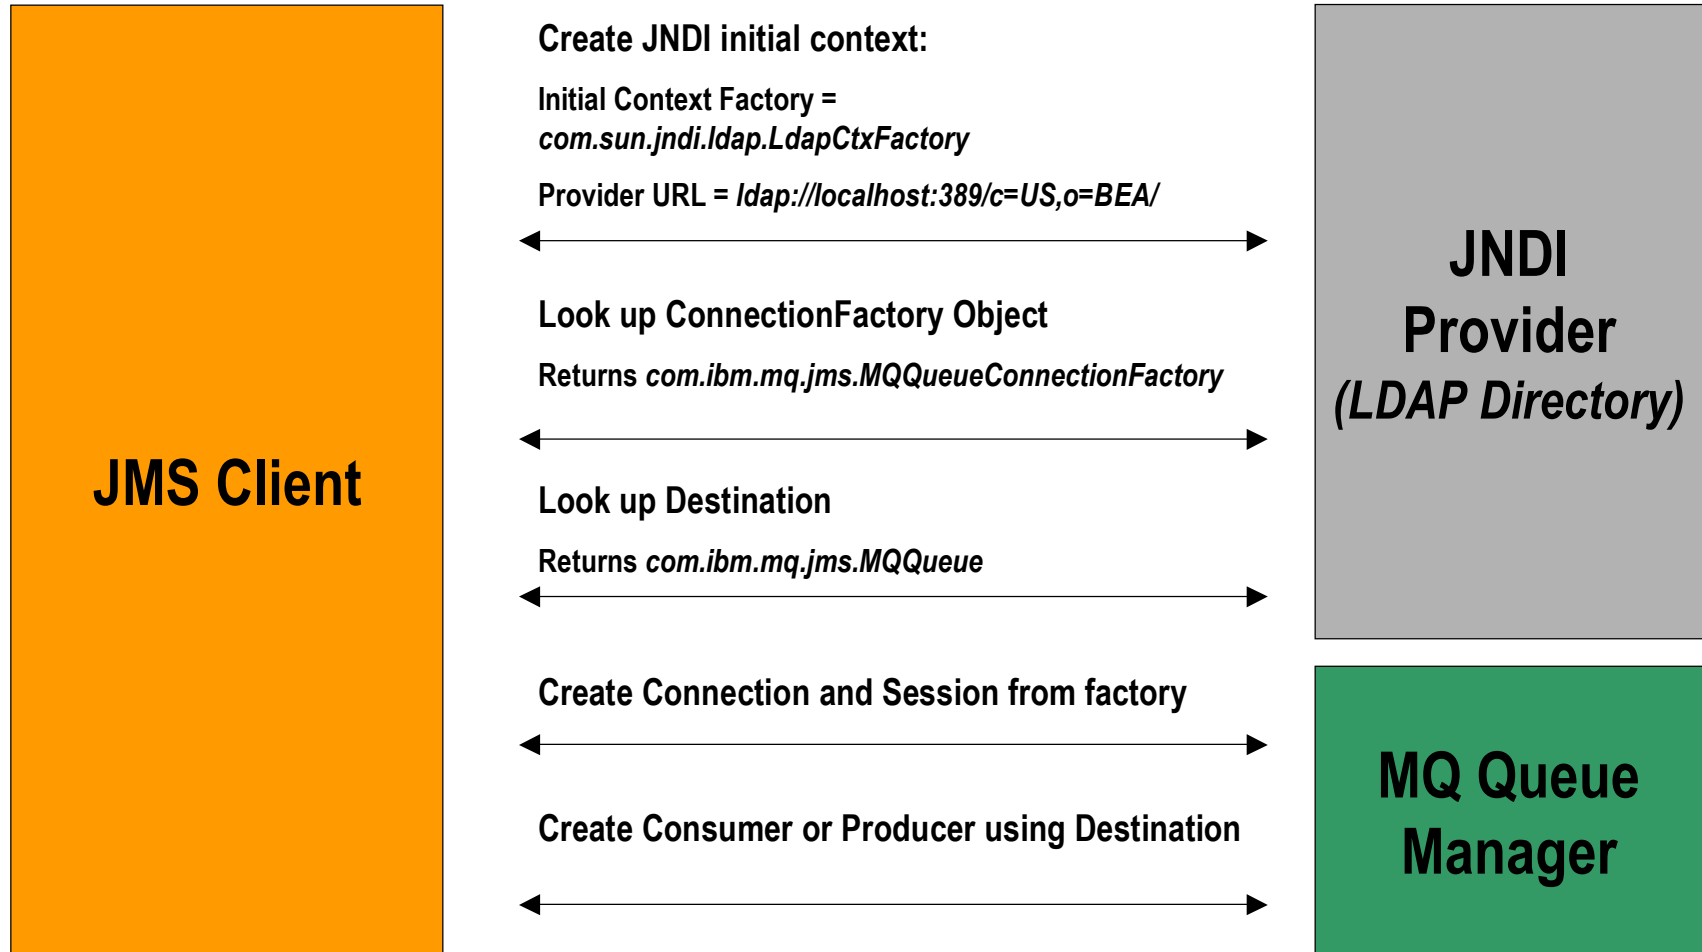 JMS Client
Create JNDI initial context:
Initial Context Factory =
com.sun.jndi.ldap.LdapCtxFactory
Provider URL = ldap://localhost:389/c=US,o=BEA/
Look up ConnectionFactory Object
Returns com.ibm.mq.jms.MQQueueConnectionFactory
Look up Destination
Returns com.ibm.mq.jms.MQQueue
Create Connection and Session from factory
Create Consumer or Producer using Destination
JNDI
Provider
(LDAP Directory)
MQ Queue
Manager